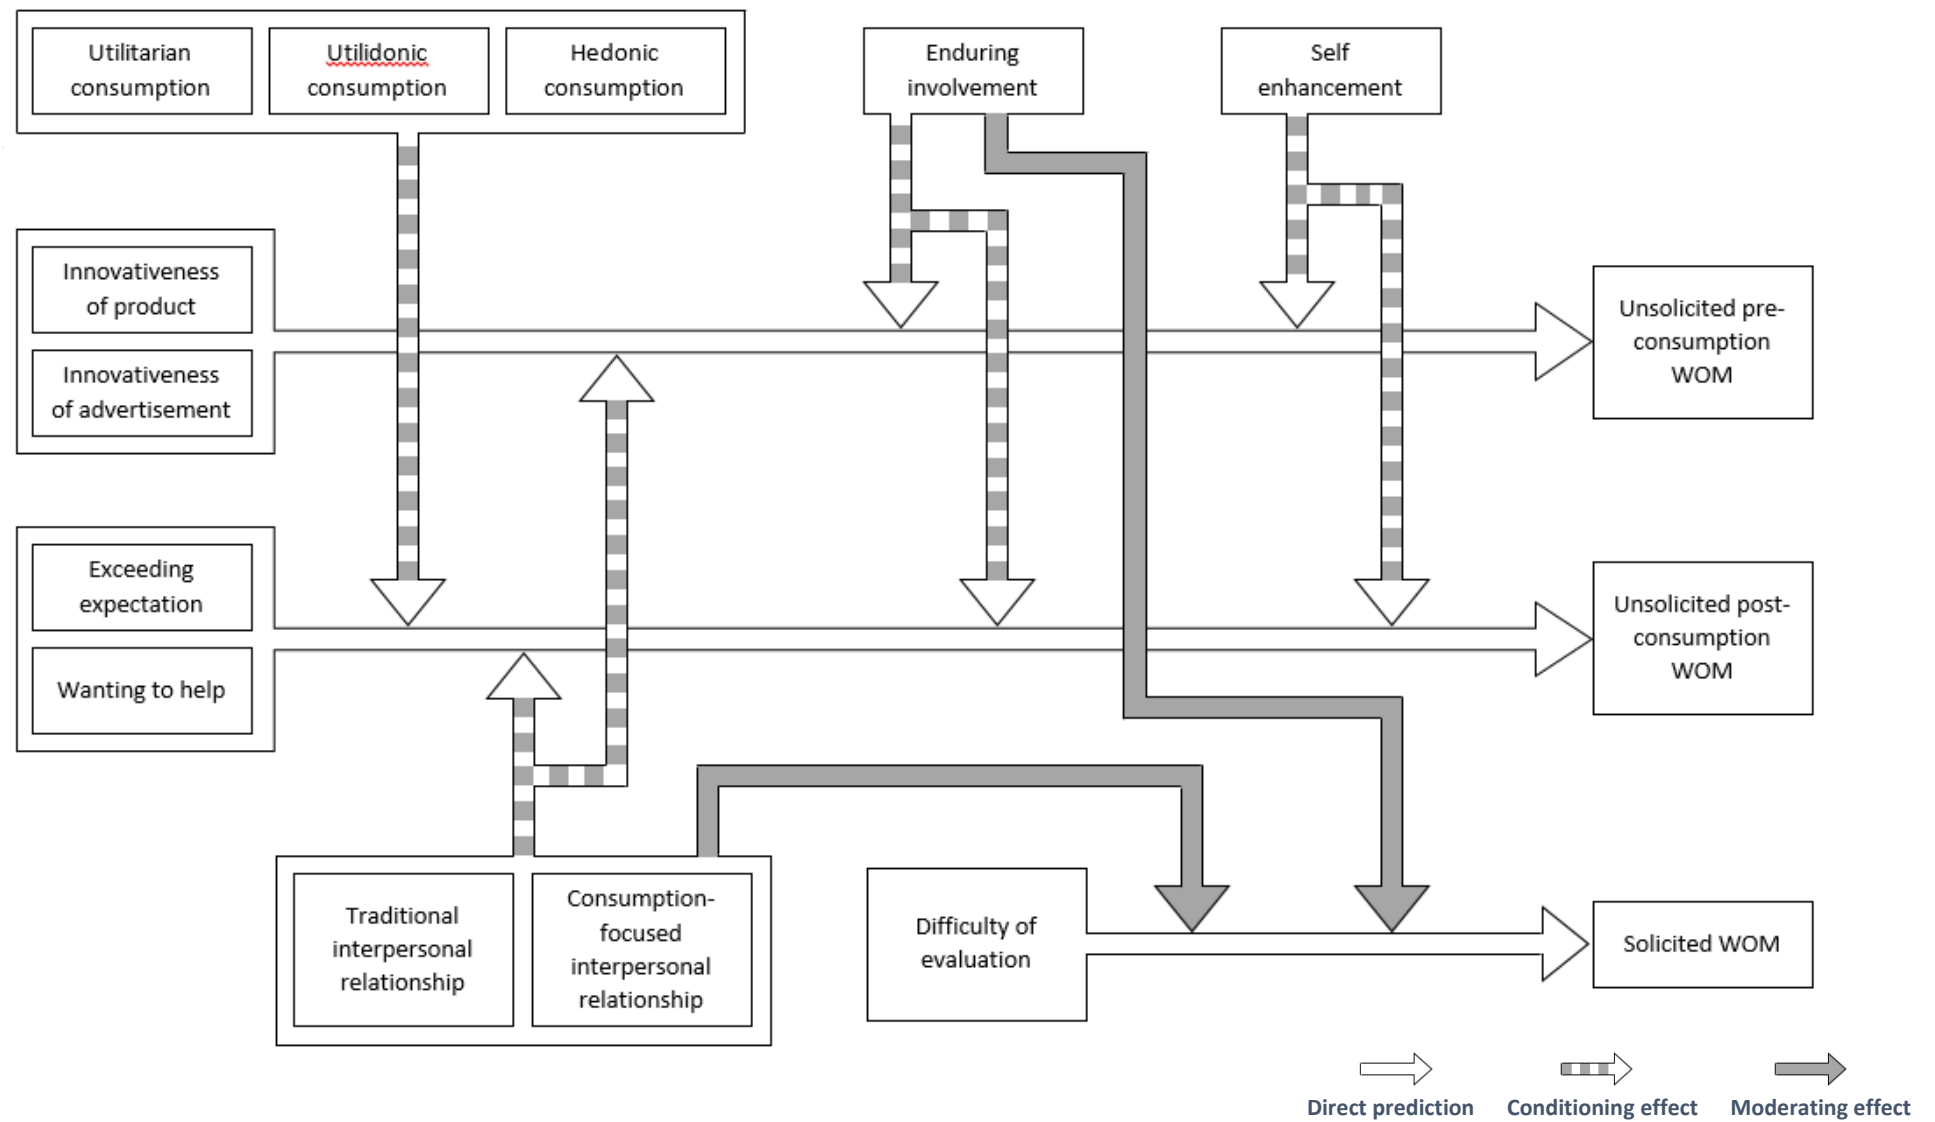 Utilitarian
consumption
Utilidonic
consumption
Hedonic
consumption
Enduring
involvement
Self
enhancement
Innovativeness
of product
Innovativeness
of advertisement
Unsolicited pre-
consumption
WOM
Exceeding
expectation
Wanting to help
Unsolicited post-
consumption
WOM
Traditional
interpersonal
relationship
Consumption-
focused
interpersonal
relationship
Difficulty of
evaluation
Solicited WOM
Direct prediction
Conditioning effect
Moderating effect